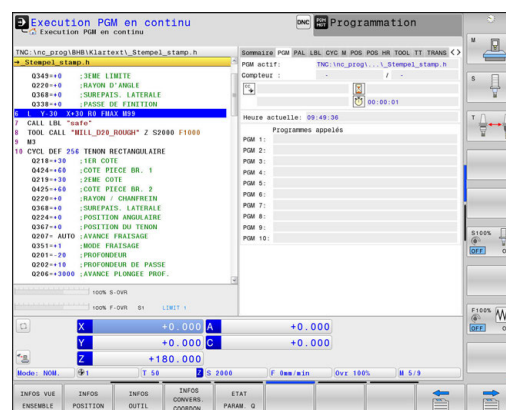 Execution PGM en continu
Execution PGM en continu
DNC
Programmation
TNC:\nc_prog\BHB\Klartext\_Stempel_stamp.h
→_Stempel_stamp.h
Q349=+0 ;3EME LIMITE
Q220=+0 ;RAYON D'ANGLE
Q368=+0 ;SUREPAIS. LATERALE
Q338=+0 ;PASSE DE FINITION
6 L Y-30 X+30 R0 FMAX M99
7 CALL LBL "safe"
8 TOOL CALL "MILL_D20_ROUGH" Z S2000 F1000
9 M3
10 CYCL DEF 256 TENON RECTANGULAIRE
Q218=+30 ;1ER COTE
Q424=+60 ;COTE PIECE BR. 1
Q219=+30 ;2EME COTE
Q425=+60 ;COTE PIECE BR. 2
Q220=+0 ;RAYON / CHANFREIN
Q368=+0 ;SUREPAIS. LATERALE
Q224=+0 ;POSITION ANGULAIRE
Q367=+0 ;POSITION DU TENON
Q207= AUTO ;AVANCE FRAISAGE
Q351=+1 ;MODE FRAISAGE
Q201=-20 ;PROFONDEUR
Q202=+10 ;PROFONDEUR DE PASSE
Q206=+3000 ;AVANCE PLONGEE PROF.
Sommaire PGM PAL LBL CYC M POS POS HR TOOL TT TRANS
PGM actif: TNC:\nc_prog\...\_Stempel_stamp.h
Compteur : - / -
00:00:01
Heure actuelle: 09:49:36
Programmes appelés
PGM 1:
PGM 2:
PGM 3:
PGM 4:
PGM 5:
PGM 6:
PGM 7:
PGM 8:
PGM 9:
PGM 10:
100% S-OVR
100% F-OVR S1 LIMIT 1
X +0.000 A +0.000
Y +0.000 C +0.000
Z +180.000
Modo: NOM. 1 T 50 Z S 2000 F 0mm/min Ovr 100% M 5/9
INFOS VUE ENSEMBLE
INFOS POSITION
INFOS OUTIL
INFOS CONVERS. COORDON.
ETAT PARAM. Q
M
S
T
S100%
OFF
F100%
OFF